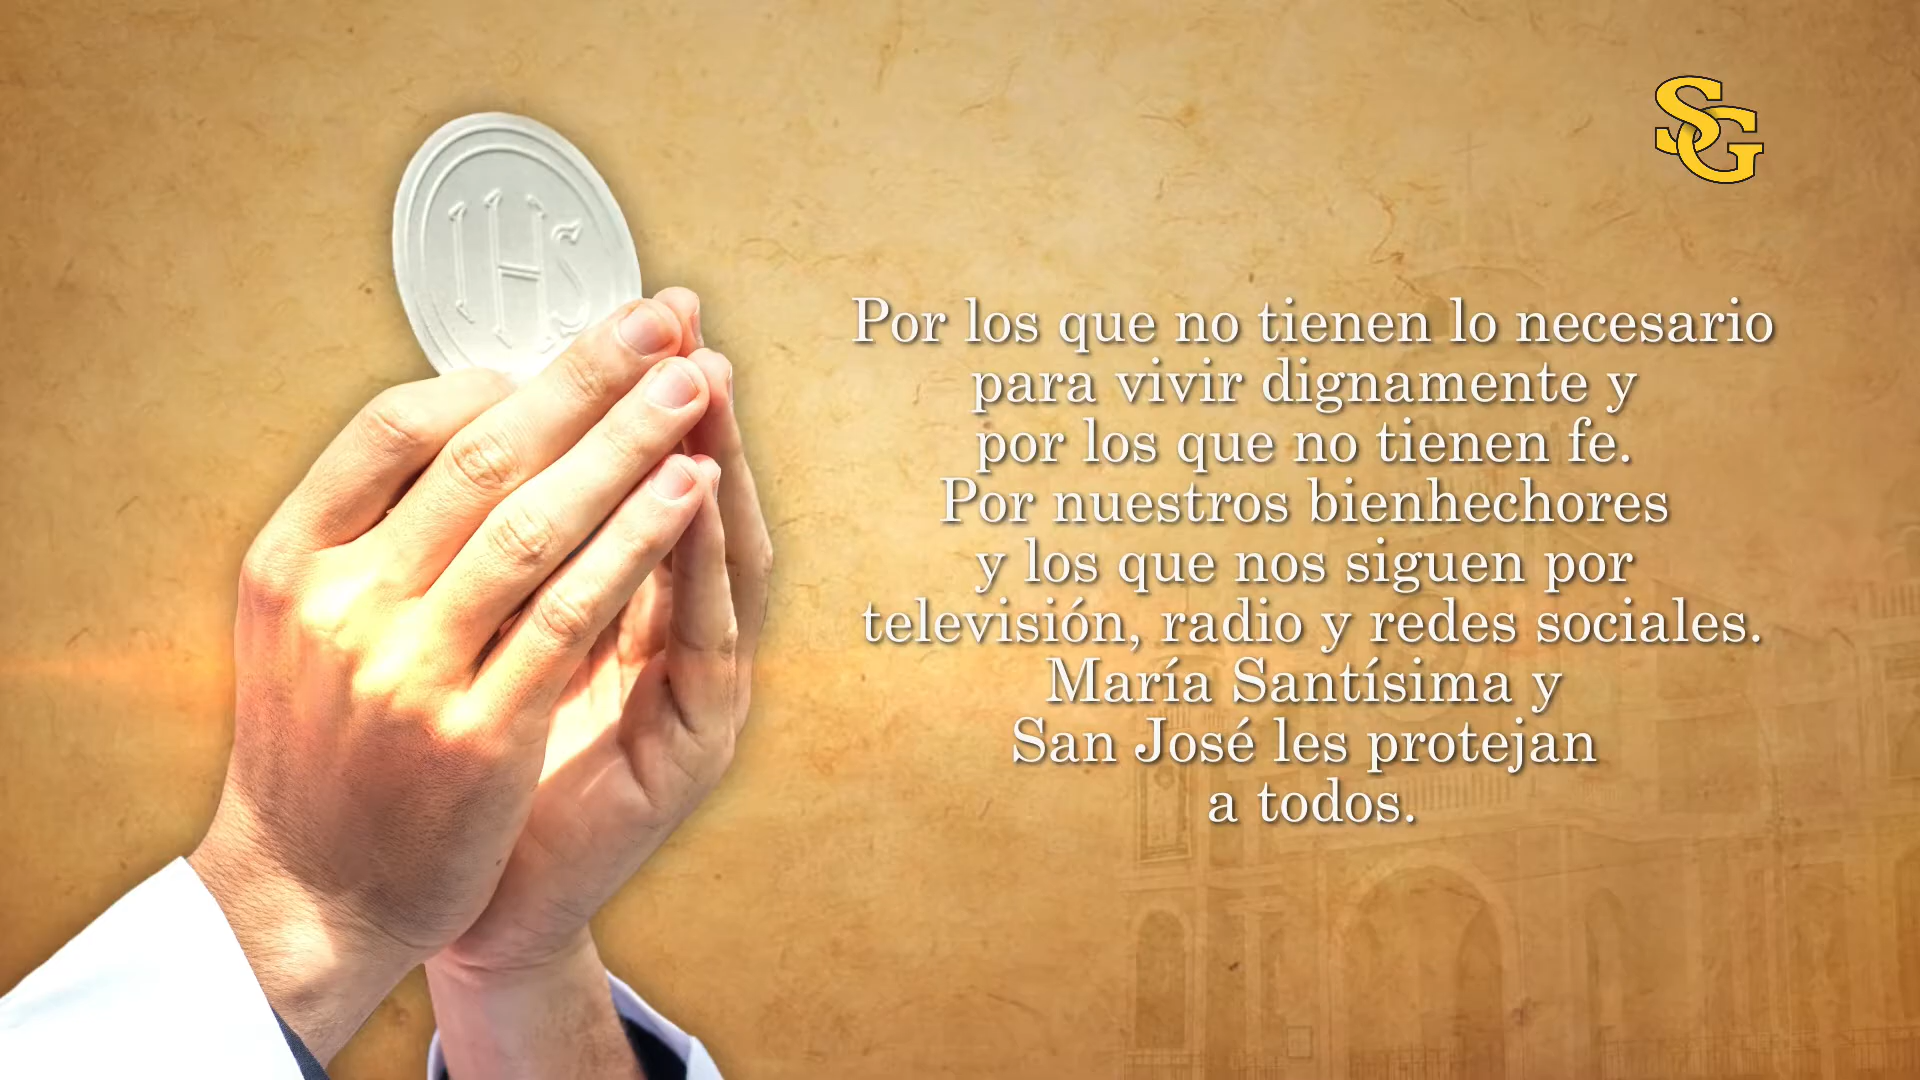 SG
IHS
Por los que no tienen lo necesario
para vivir dignamente y
por los que no tienen fe.
Por nuestros bienhechores
y los que nos siguen por
televisión, radio y redes sociales.
María Santísima y
San José les protejan
a todos.